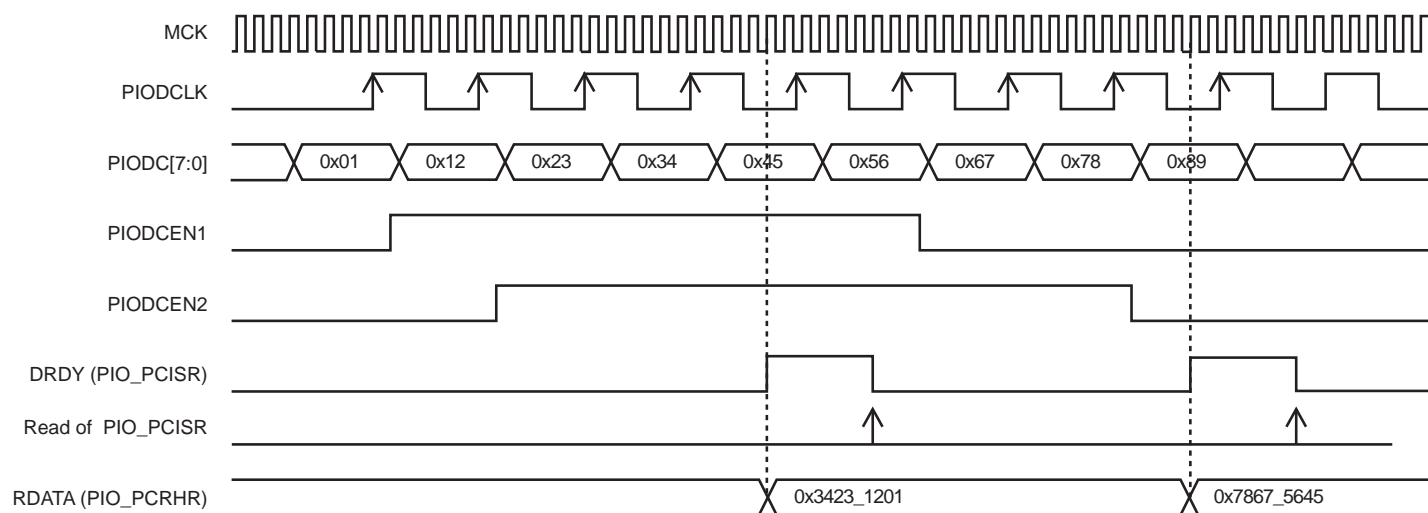 MCK
PIODCLK
PIODC[7:0] 0x01 0x12 0x23 0x34 0x45 0x56 0x67 0x78 0x89
PIODCEN1
PIODCEN2
DRDY (PIO_PCISR)
Read of PIO_PCISR
RDATA (PIO_PCRHR) 0x3423_1201 0x7867_5645